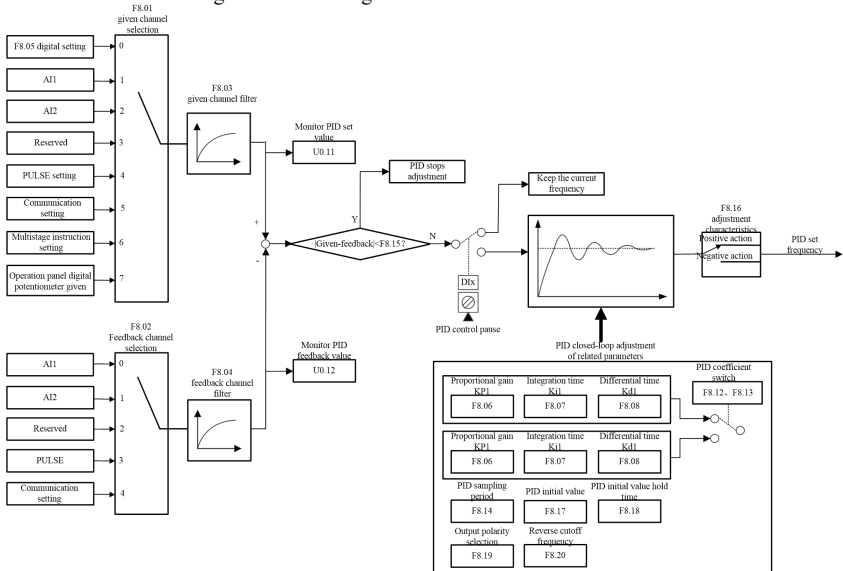 F8.01
given channel
selection
F8.05 digital setting
0
AI1
1
AI2
2
Reserved
3
PULSE setting
4
Communication
setting
5
Multistage instruction
setting
6
Operation panel digital
potentiometer given
7
F8.03
given channel filter
Monitor PID set
value
U0.11
PID stops
adjustment
Keep the current
frequency
+
-
Y
|Given-feedback|<F8.15?
N
DIx
PID control pause
F8.16
adjustment
characteristics
Positive action
Negative action
PID set
frequency
F8.02
Feedback channel
selection
AI1
0
AI2
1
Reserved
2
PULSE
3
Communication
setting
4
F8.04
feedback channel
filter
Monitor PID
feedback value
U0.12
PID closed-loop adjustment
of related parameters
PID coefficient
switch
F8.12、F8.13
Proportional gain
KP1
F8.06
Integration time
Ki1
F8.07
Differential time
Kd1
F8.08
Proportional gain
KP1
F8.06
Integration time
Ki1
F8.07
Differential time
Kd1
F8.08
PID sampling
period
F8.14
PID initial value
F8.17
PID initial value hold
time
F8.18
Output polarity
selection
F8.19
Reverse cutoff
frequency
F8.20